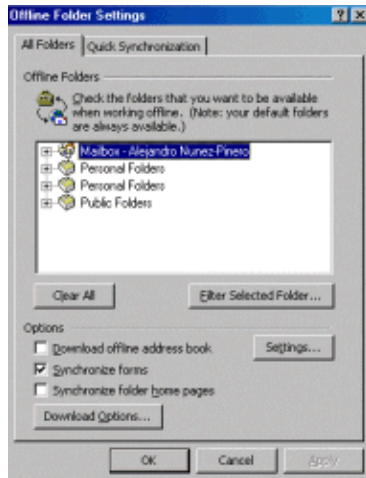 Offline Folder Settings
All Folders
Quick Synchronization
Offline Folders
Check the folders that you want to be available
when working offline. (Note: your default folders
are always available.)
Mailbox - Alejandro Nunez-Pinero
Personal Folders
Personal Folders
Public Folders
Clear All
Filter Selected Folder...
Options
Download offline address book
Settings...
Synchronize forms
Synchronize folder home pages
Download Options...
OK
Cancel
Apply